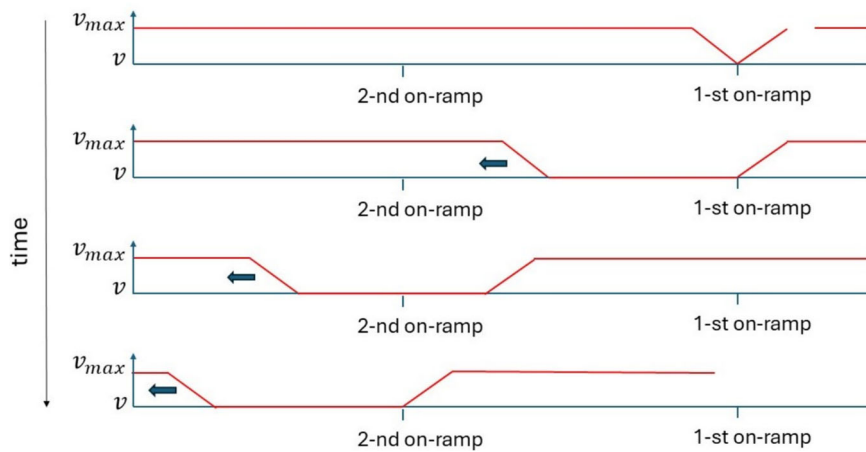 v_max
v
2-nd on-ramp 1-st on-ramp
v_max
v
2-nd on-ramp 1-st on-ramp
time
v_max
v
2-nd on-ramp 1-st on-ramp
v_max
v
2-nd on-ramp 1-st on-ramp